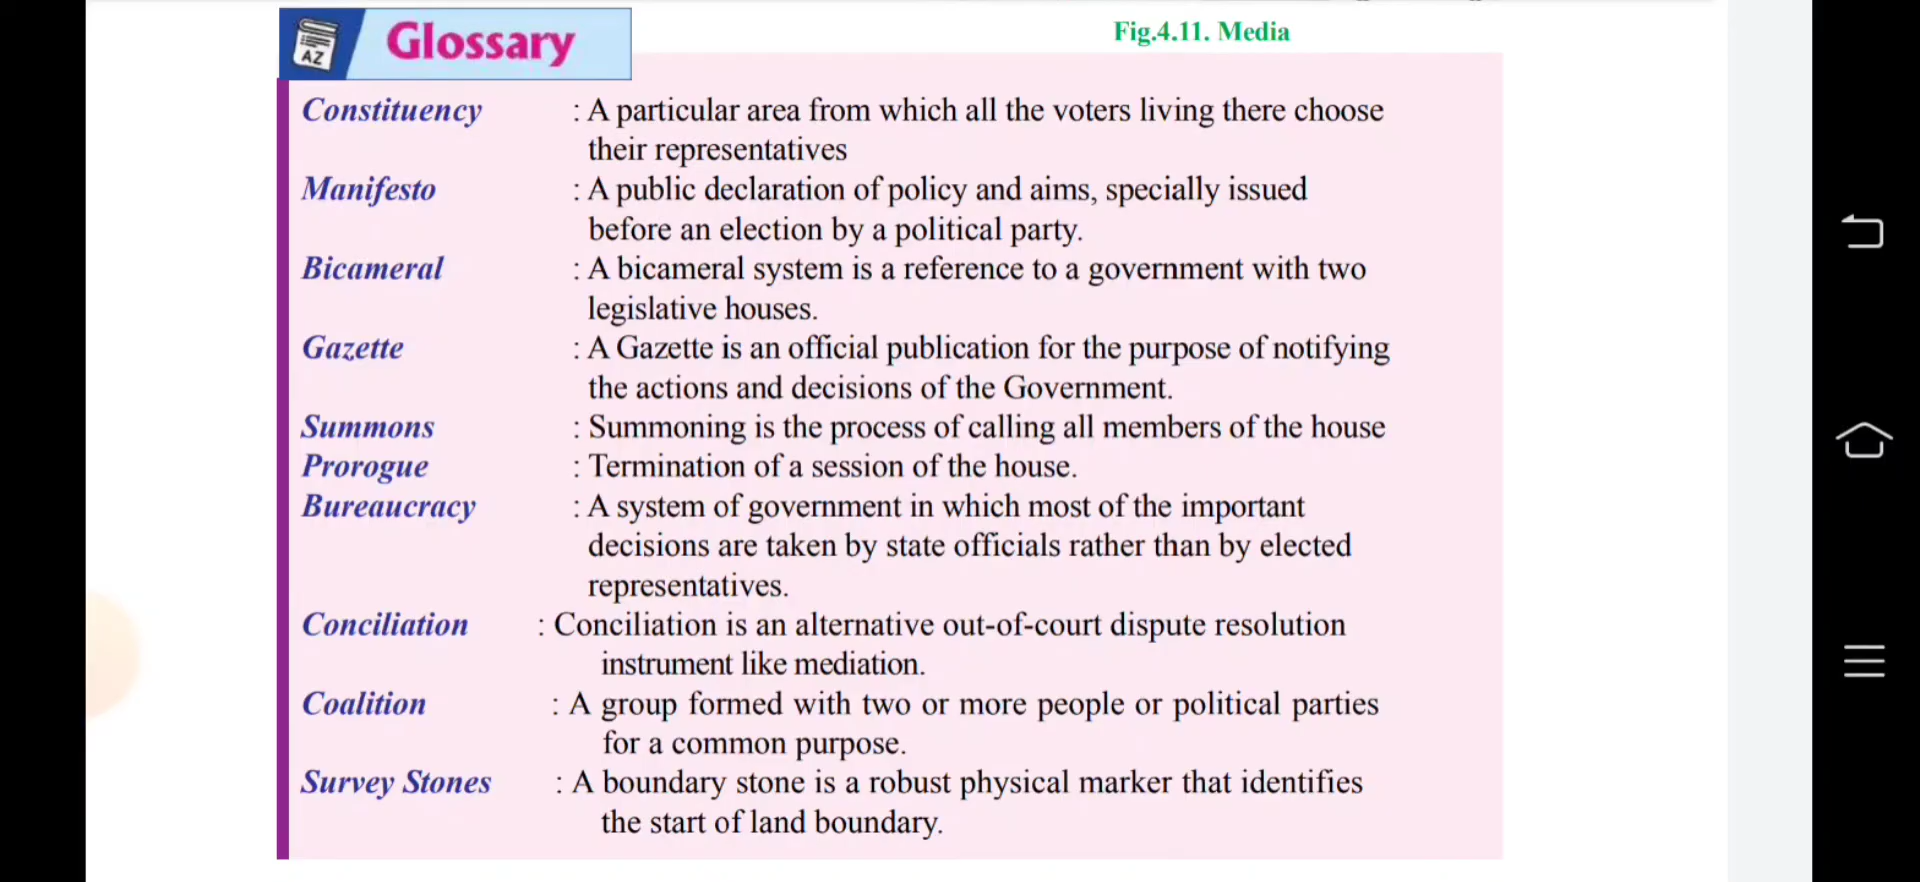 AZ
Glossary
Fig.4.11. Media
Constituency : A particular area from which all the voters living there choose
their representatives
Manifesto : A public declaration of policy and aims, specially issued
before an election by a political party.
Bicameral : A bicameral system is a reference to a government with two
legislative houses.
Gazette : A Gazette is an official publication for the purpose of notifying
the actions and decisions of the Government.
Summons : Summoning is the process of calling all members of the house
Prorogue : Termination of a session of the house.
Bureaucracy : A system of government in which most of the important
decisions are taken by state officials rather than by elected
representatives.
Conciliation : Conciliation is an alternative out-of-court dispute resolution
instrument like mediation.
Coalition : A group formed with two or more people or political parties
for a common purpose.
Survey Stones : A boundary stone is a robust physical marker that identifies
the start of land boundary.